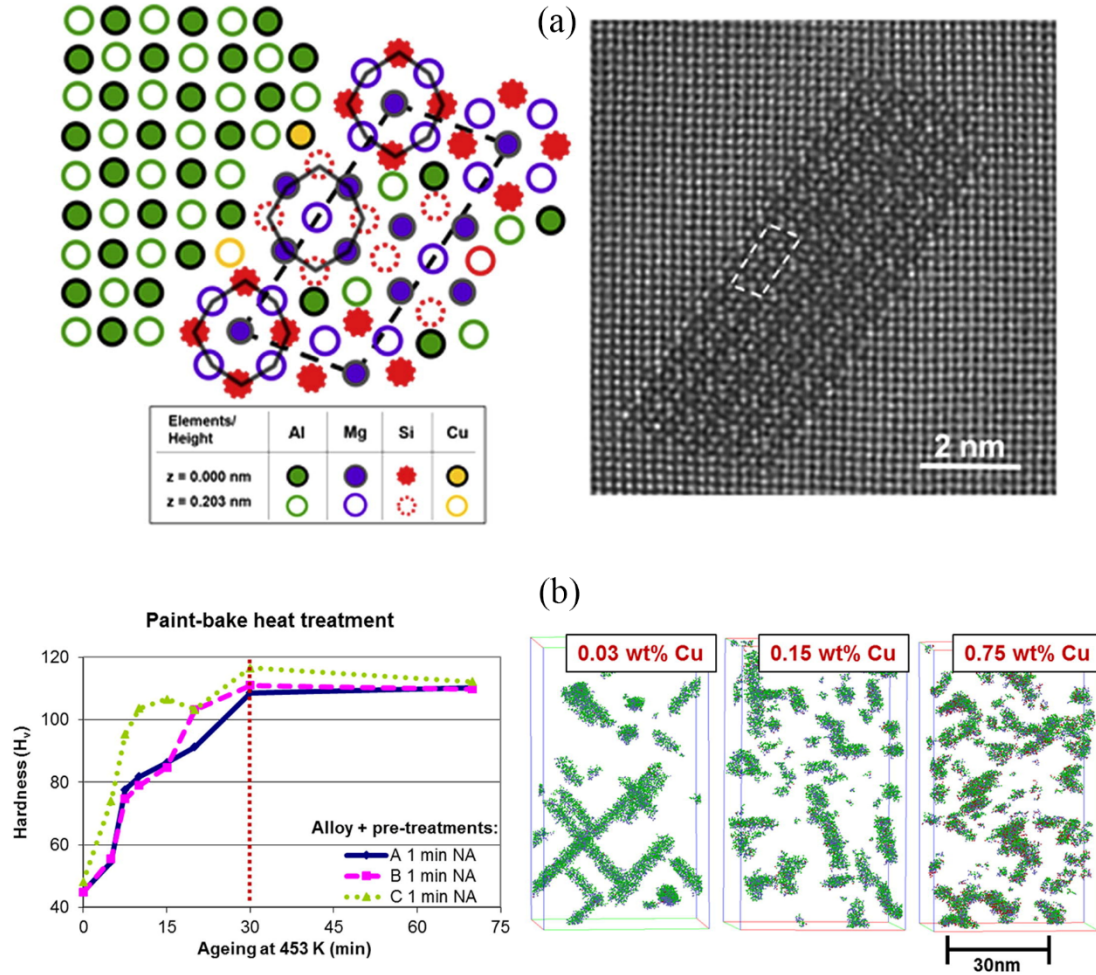 (a)
Elements/ Al Mg Si Cu
Height
z = 0.000 nm
z = 0.203 nm
2 nm
(b)
Paint-bake heat treatment
120
100
80
60
40
Hardness (HV)
0 15 30 45 60 75
Ageing at 453 K (min)
Alloy + pre-treatments:
A 1 min NA
B 1 min NA
C 1 min NA
0.03 wt% Cu
0.15 wt% Cu
0.75 wt% Cu
30nm